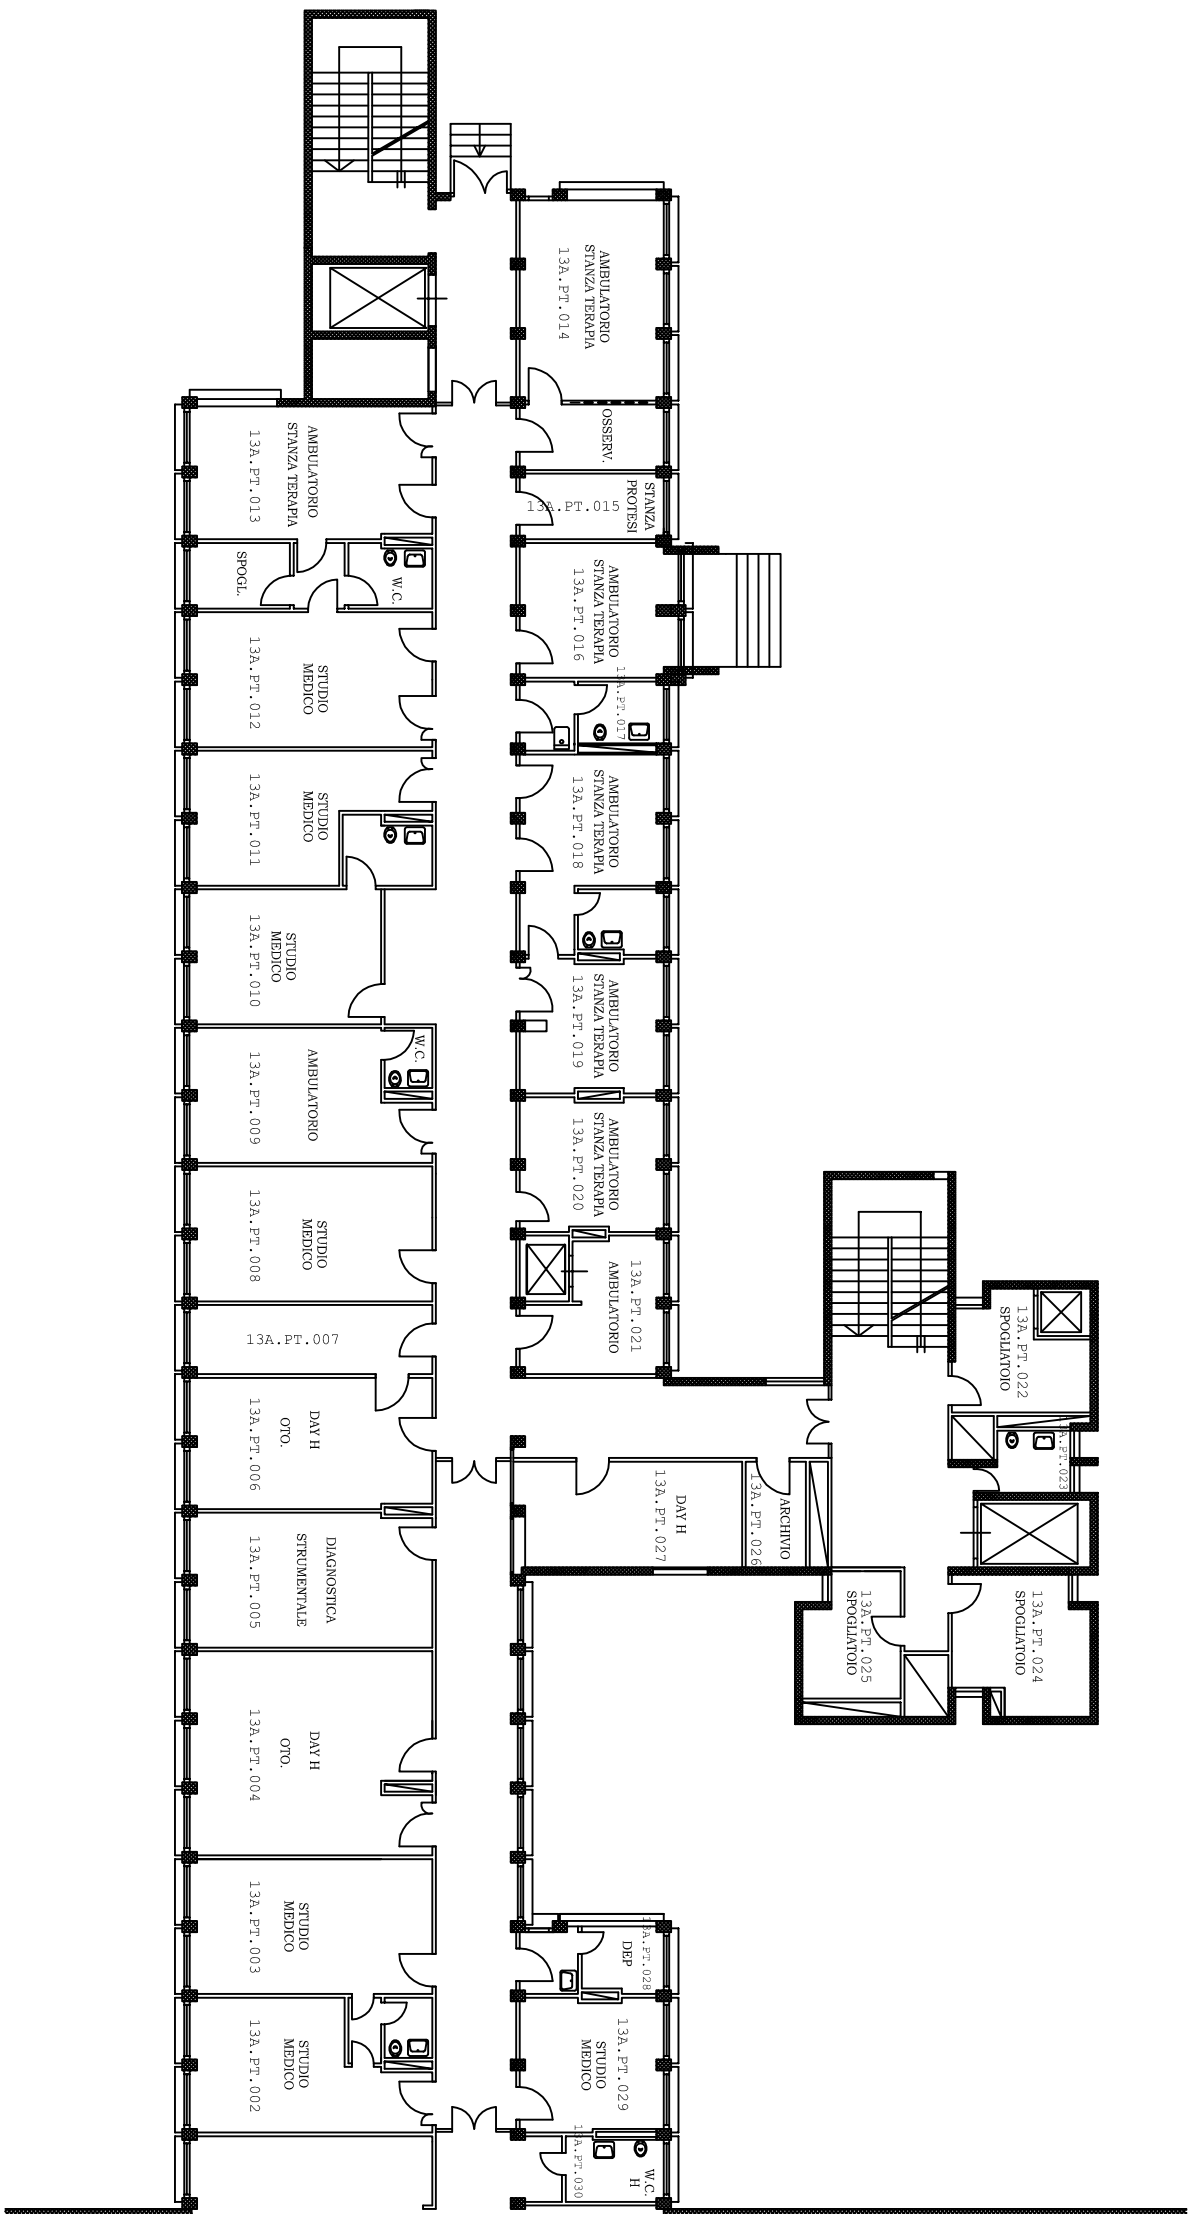 AMBULATORIO
STANZA TERAPIA
13A.PT.014
OSSERV.
AMBULATORIO
STANZA TERAPIA
13A.PT.013
STANZA
PROTESI
13A.PT.015
SPOGL.
W.C.
AMBULATORIO
STANZA TERAPIA
13A.PT.016
STUDIO
MEDICO
13A.PT.012
13A.PT.017
STUDIO
MEDICO
13A.PT.011
AMBULATORIO
STANZA TERAPIA
13A.PT.018
STUDIO
MEDICO
13A.PT.010
AMBULATORIO
STANZA TERAPIA
13A.PT.019
W.C.
AMBULATORIO
13A.PT.009
AMBULATORIO
STANZA TERAPIA
13A.PT.020
STUDIO
MEDICO
13A.PT.008
13A.PT.021
AMBULATORIO
13A.PT.007
13A.PT.022
SPOGLIATOIO
13A.PT.023
DAY H
OTO.
13A.PT.006
DAY H
13A.PT.027
ARCHIVIO
13A.PT.026
DIAGNOSTICA
STRUMENTALE
13A.PT.005
13A.PT.025
SPOGLIATOIO
13A.PT.024
SPOGLIATOIO
DAY H
OTO.
13A.PT.004
STUDIO
MEDICO
13A.PT.003
13A.PT.028
DEP
STUDIO
MEDICO
13A.PT.002
13A.PT.029
STUDIO
MEDICO
13A.PT.030
W.C.
H